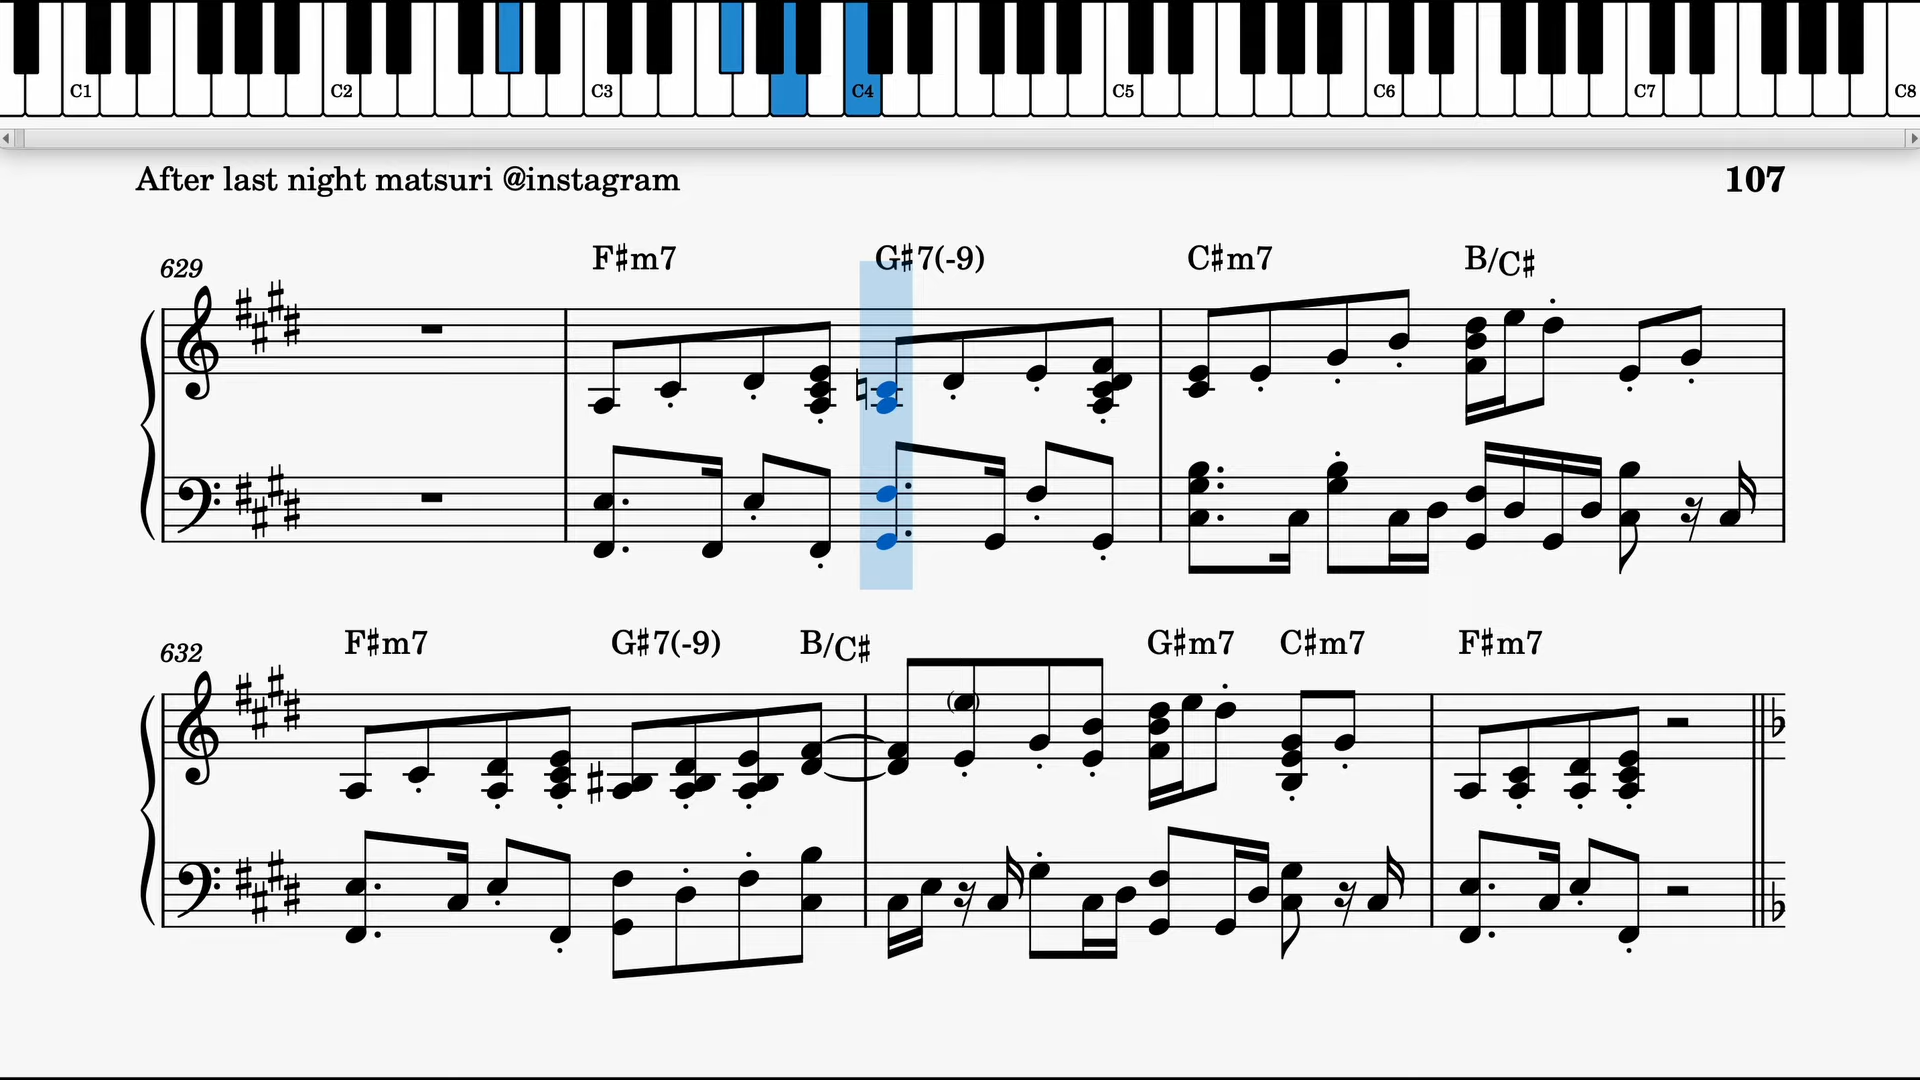 C1 C2 C3 C4 C5 C6 C7 C8
After last night matsuri @instagram 107
629 F♯m7 G♯7(-9) C♯m7 B/C♯
632 F♯m7 G♯7(-9) B/C♯ G♯m7 C♯m7 F♯m7